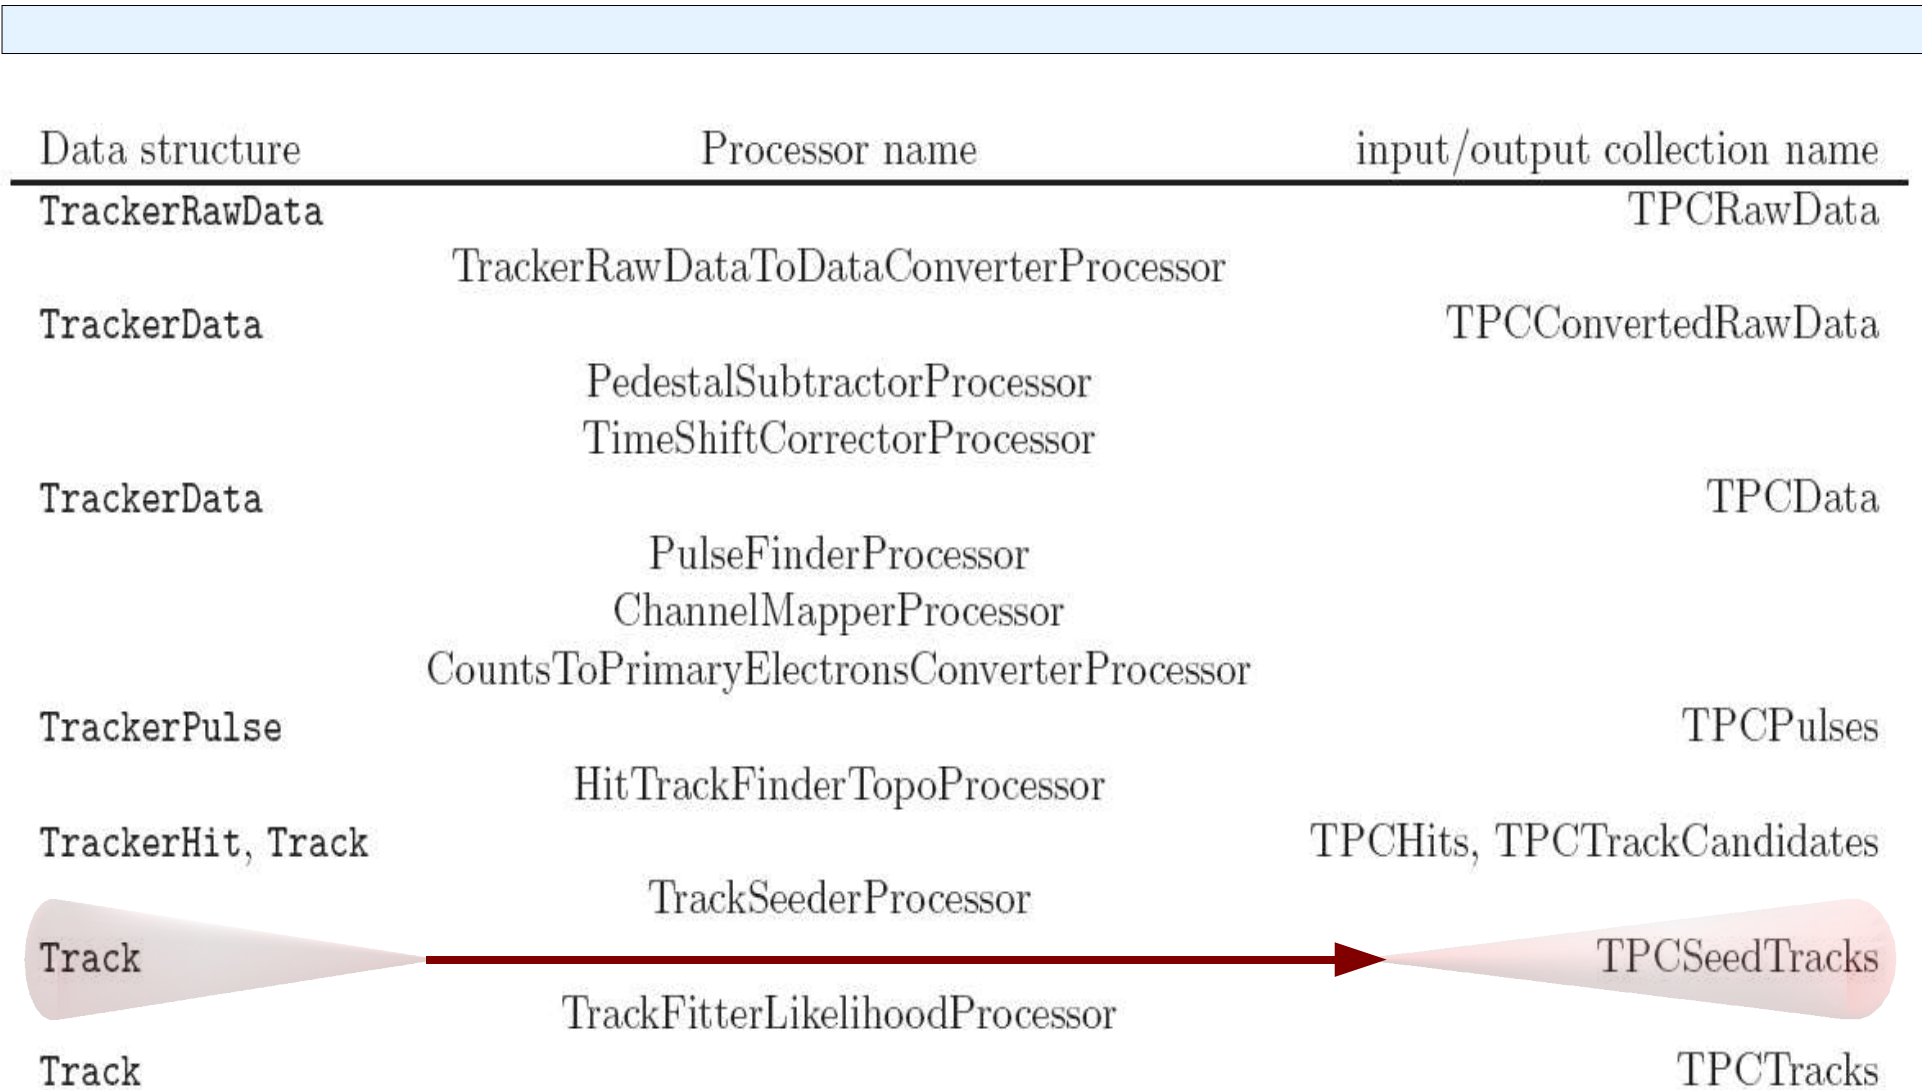 Data structure Processor name input/output collection name
TrackerRawData TPCRawData
TrackerRawDataToDataConverterProcessor
TrackerData TPCConvertedRawData
PedestalSubtractorProcessor
TimeShiftCorrectorProcessor
TrackerData TPCData
PulseFinderProcessor
ChannelMapperProcessor
CountsToPrimaryElectronsConverterProcessor
TrackerPulse TPCPulses
HitTrackFinderTopoProcessor
TrackerHit, Track TPCHits, TPCTrackCandidates
TrackSeederProcessor
Track TPCSeedTracks
TrackFitterLikelihoodProcessor
Track TPCTracks